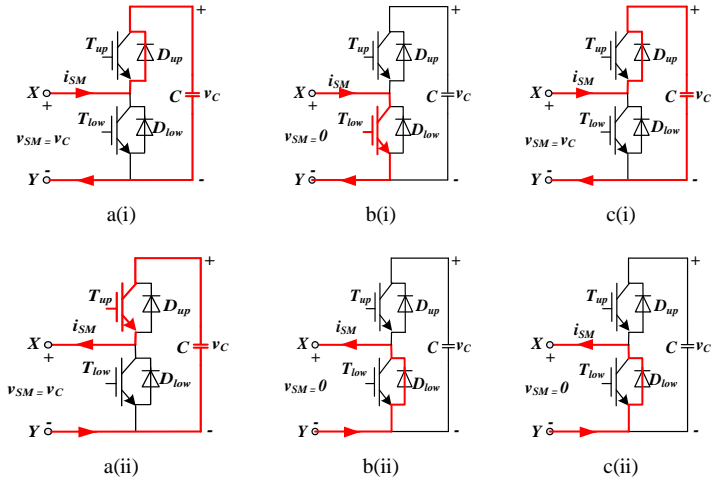 + + +
T_up D_up T_up D_up T_up D_up
i_SM i_SM i_SM
X C v_C X C v_C X C v_C
+ + +
T_low D_low T_low D_low T_low D_low
v_SM = v_C v_SM = 0 v_SM = v_C
Y - - Y - - Y - -
a(i) b(i) c(i)
+ + +
T_up D_up T_up D_up T_up D_up
i_SM i_SM i_SM
X C v_C X C v_C X C v_C
+ + +
T_low D_low T_low D_low T_low D_low
v_SM = v_C v_SM = 0 v_SM = 0
Y - - Y - - Y - -
a(ii) b(ii) c(ii)